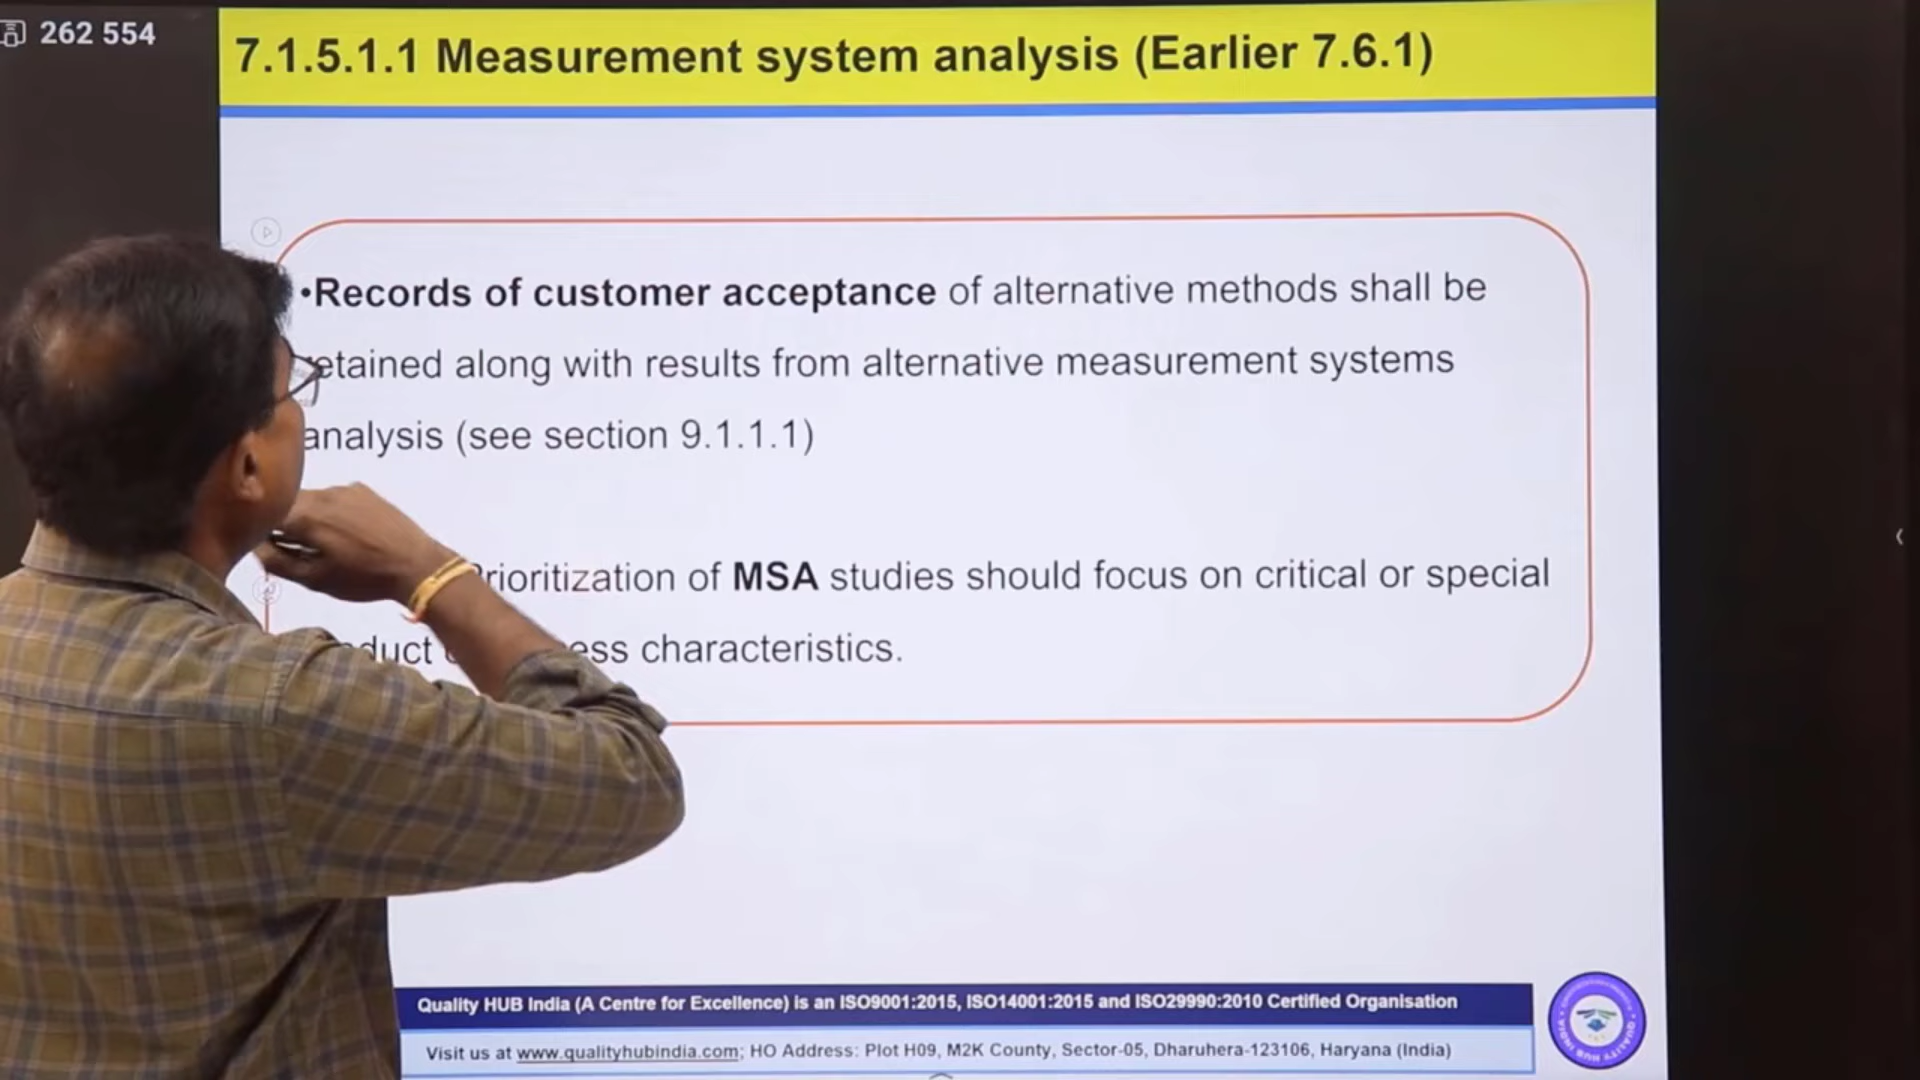 262 554
7.1.5.1.1 Measurement system analysis (Earlier 7.6.1)
•Records of customer acceptance of alternative methods shall be
etained along with results from alternative measurement systems
analysis (see section 9.1.1.1)
rioritization of MSA studies should focus on critical or special
duct ess characteristics.
Quality HUB India (A Centre for Excellence) is an ISO9001:2015, ISO14001:2015 and ISO29990:2010 Certified Organisation
Visit us at www.qualityhubindia.com; HO Address: Plot H09, M2K County, Sector-05, Dharuhera-123106, Haryana (India)